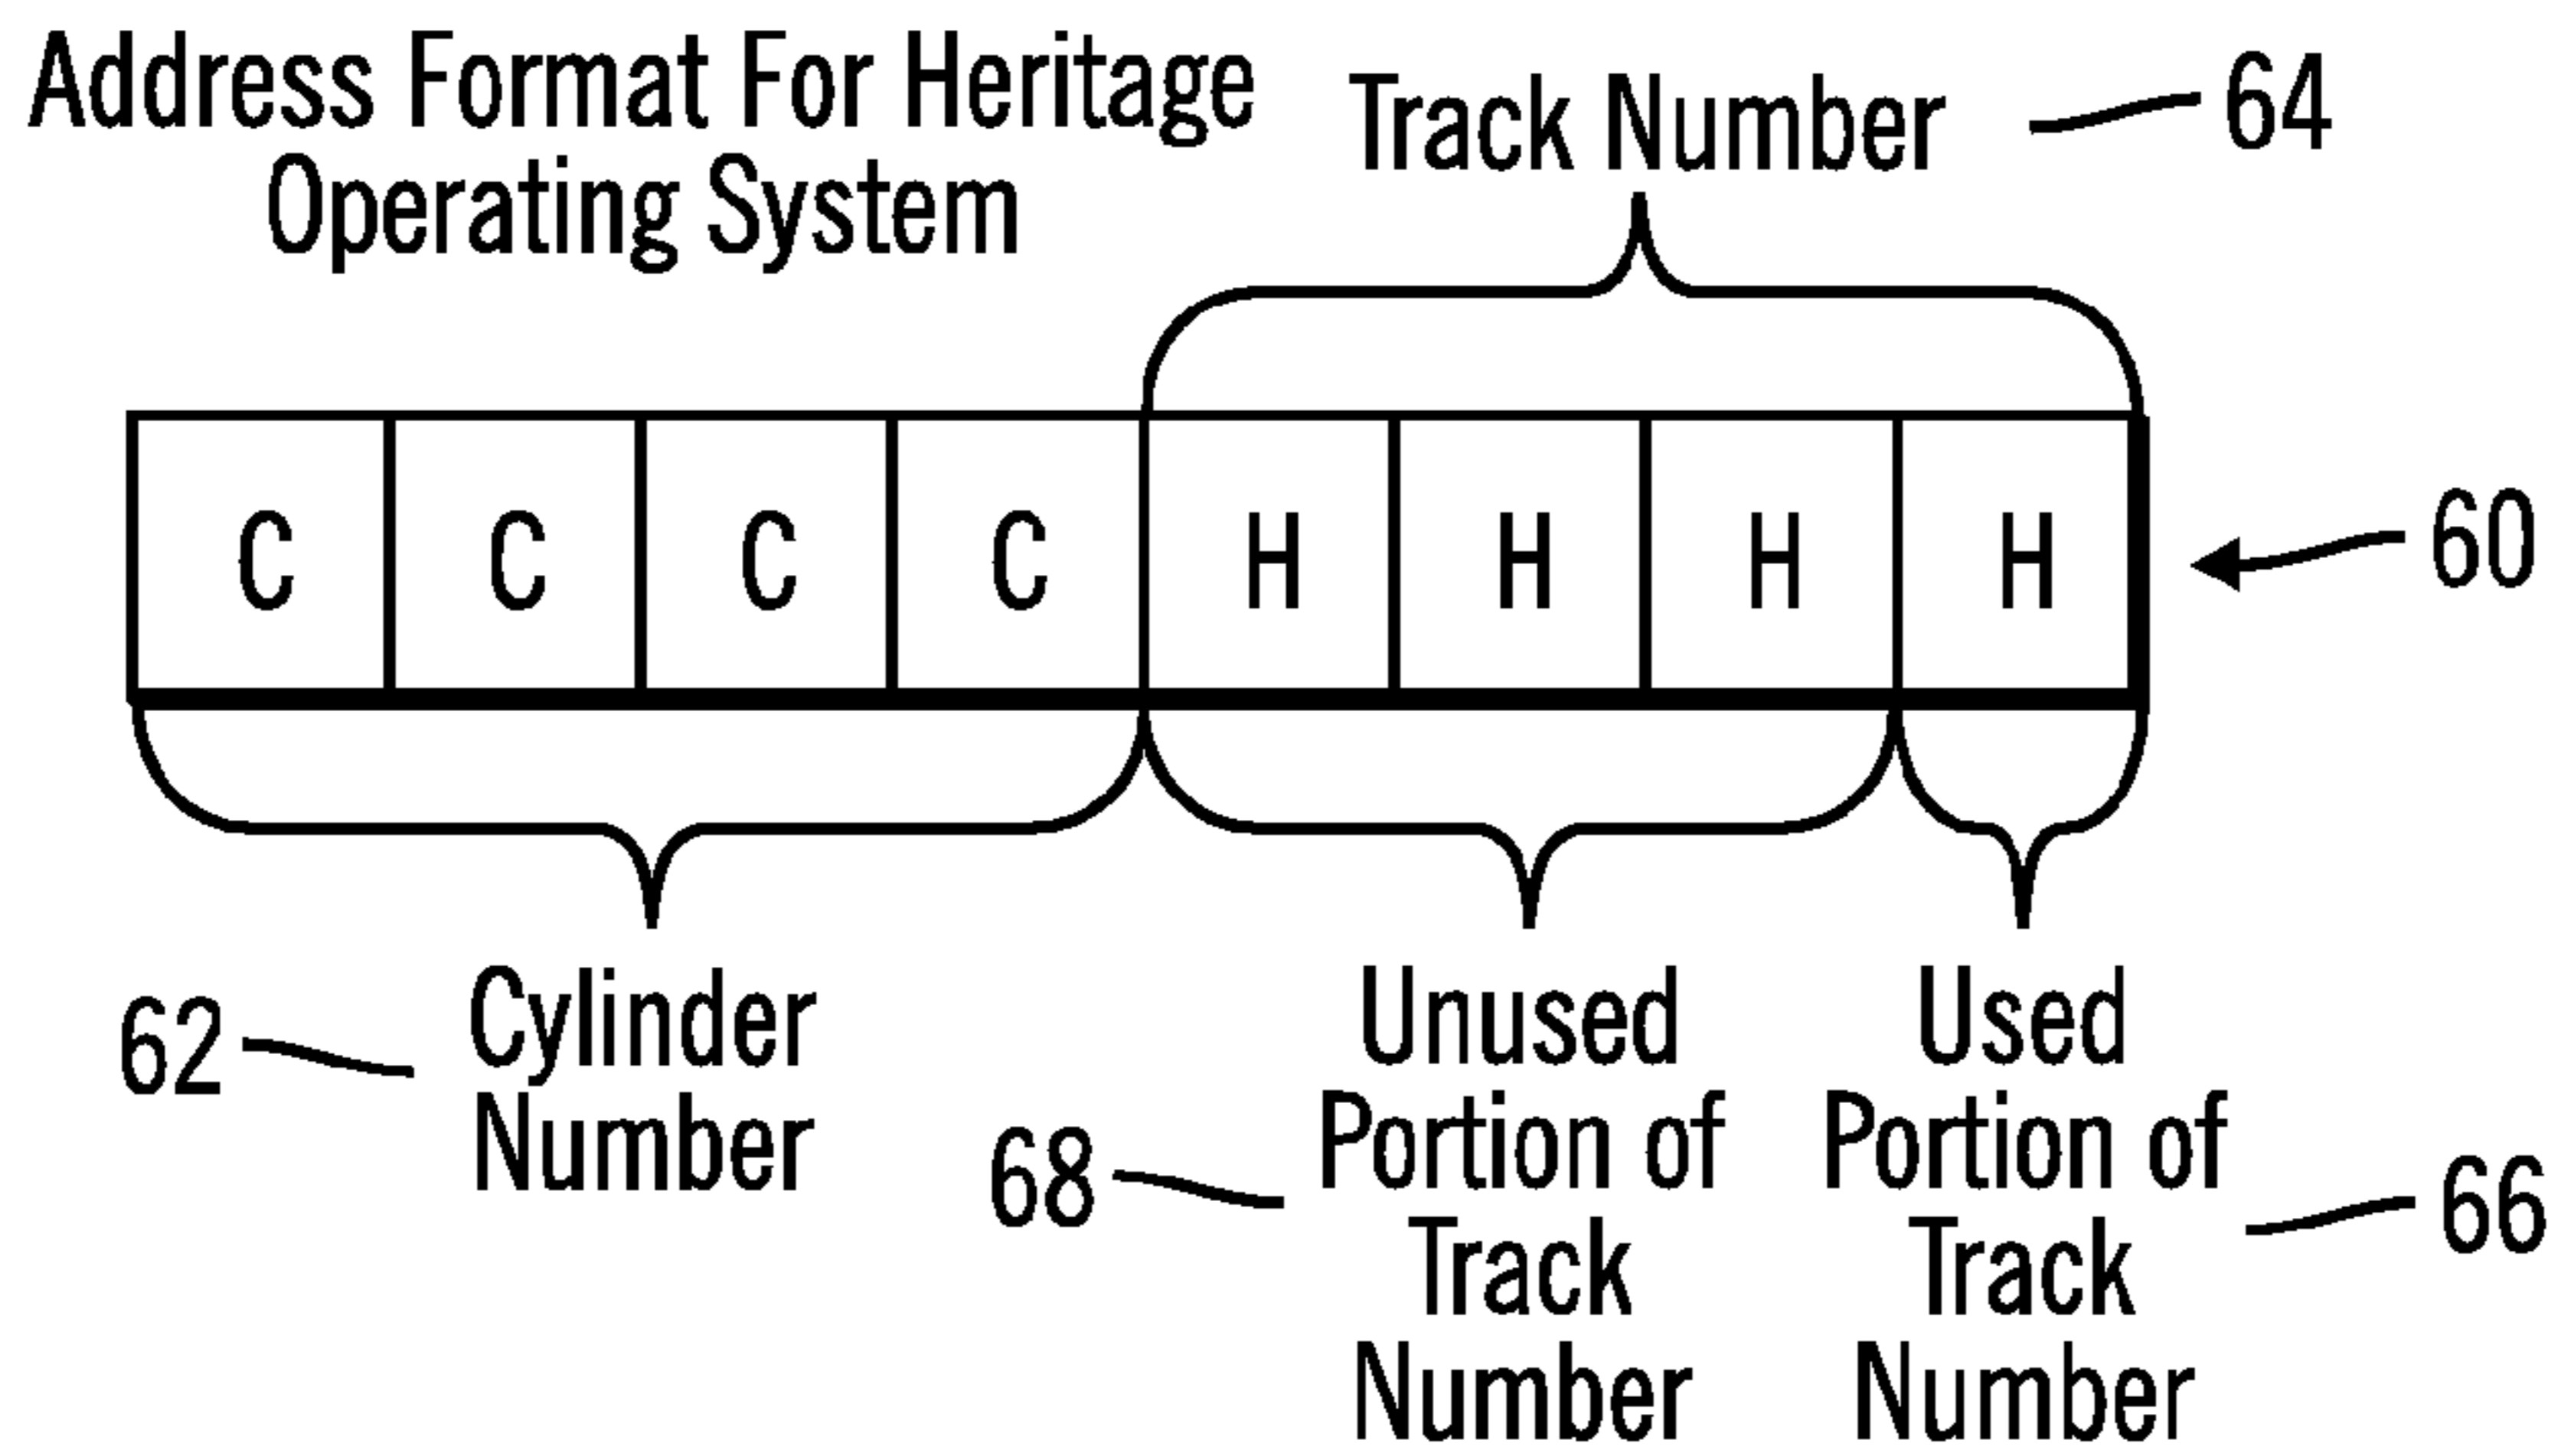 Address Format For Heritage
Operating System
Track Number
64
C C C C H H H H
60
62
Cylinder
Number
68
Unused
Portion of
Track
Number
Used
Portion of
Track
Number
66